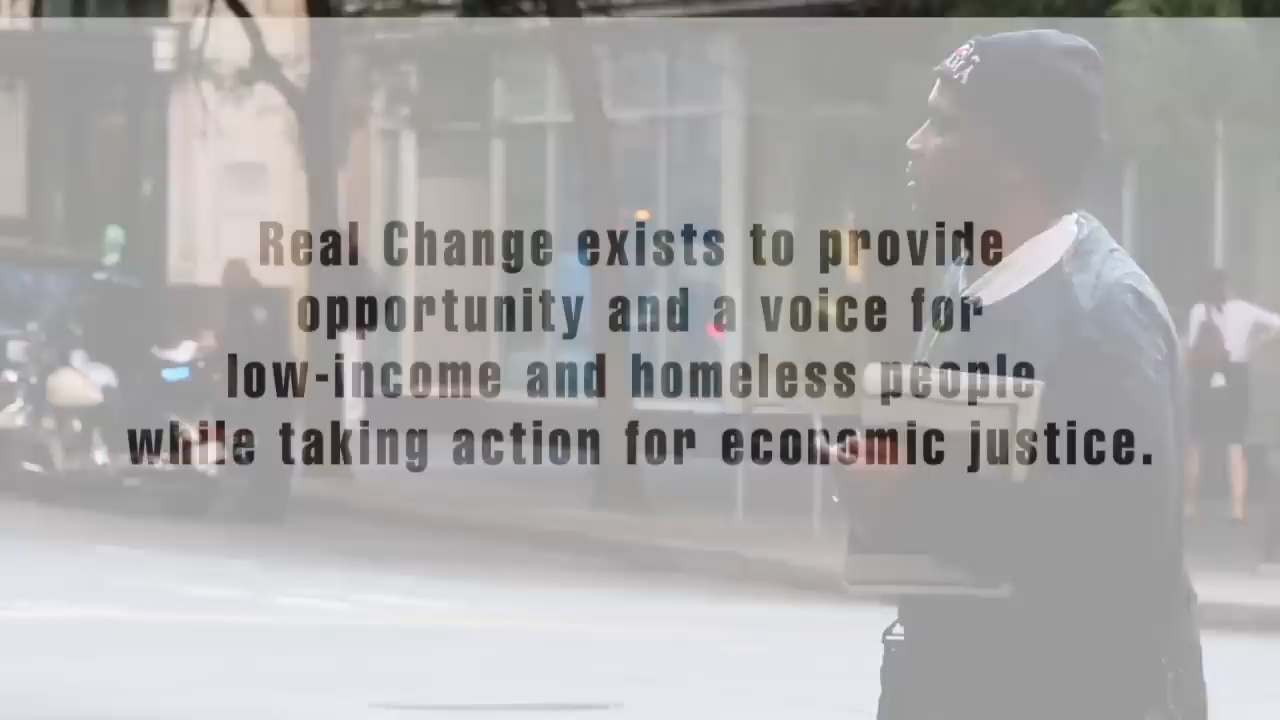 Real Change exists to provide
opportunity and a voice for
low-income and homeless people
while taking action for economic justice.